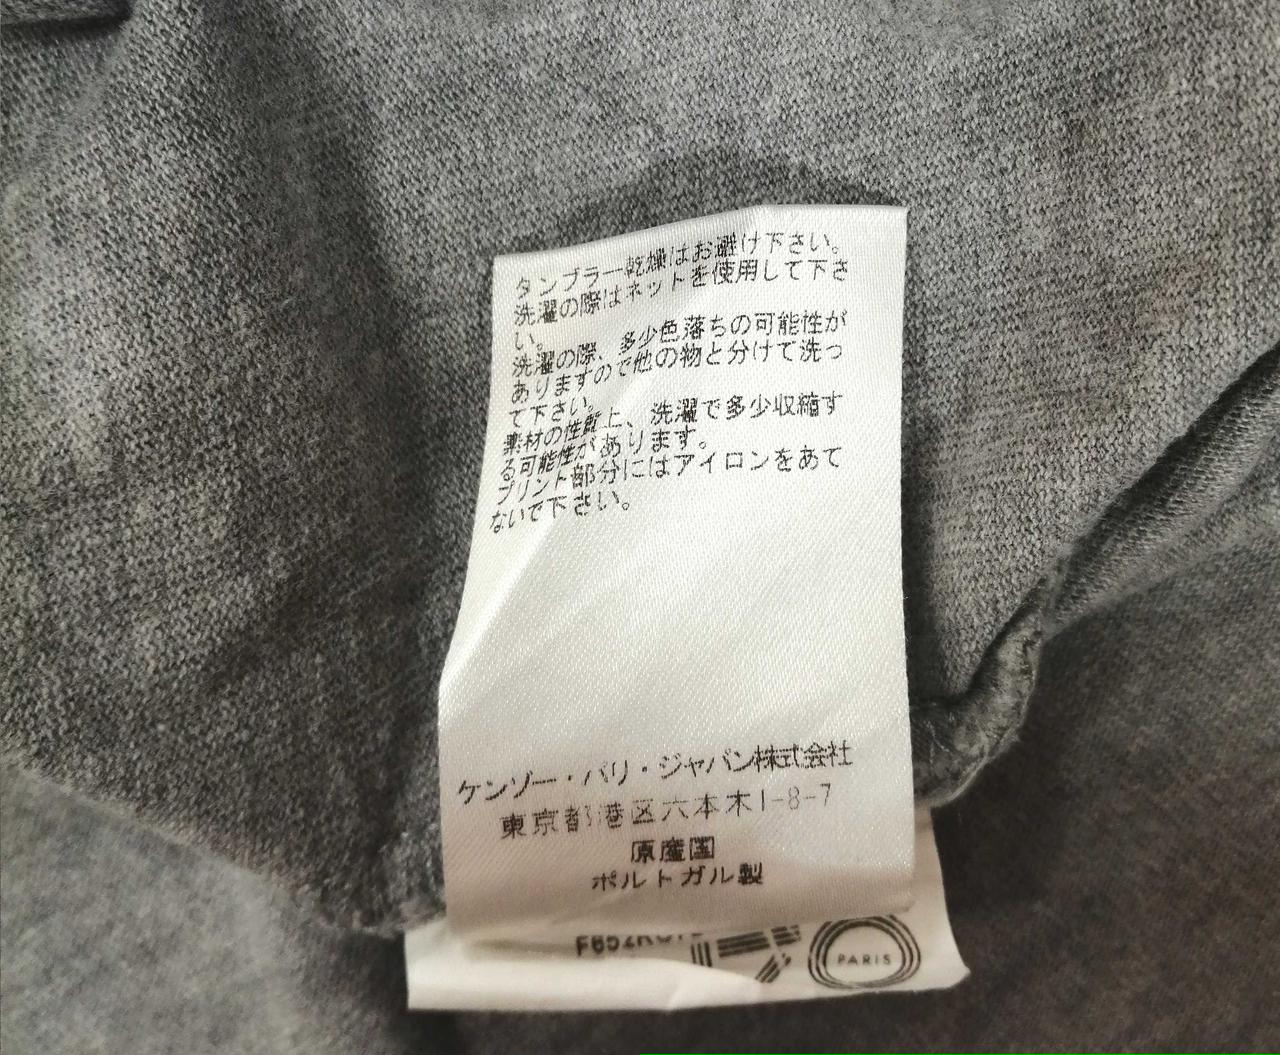 タンブラー乾燥はお避け下さい。
洗濯の際はネットを使用して下さ
い。
洗濯の際、多少色落ちの可能性が
ありますので他の物と分けて洗っ
て下さい。
素材の性質上、洗濯で多少収縮す
る可能性があります。
プリント部分にはアイロンをあて
ないで下さい。
ケンゾー・パリ・ジャパン株式会社
東京都港区六本木1-8-7
原産国
ポルトガル製
PARIS